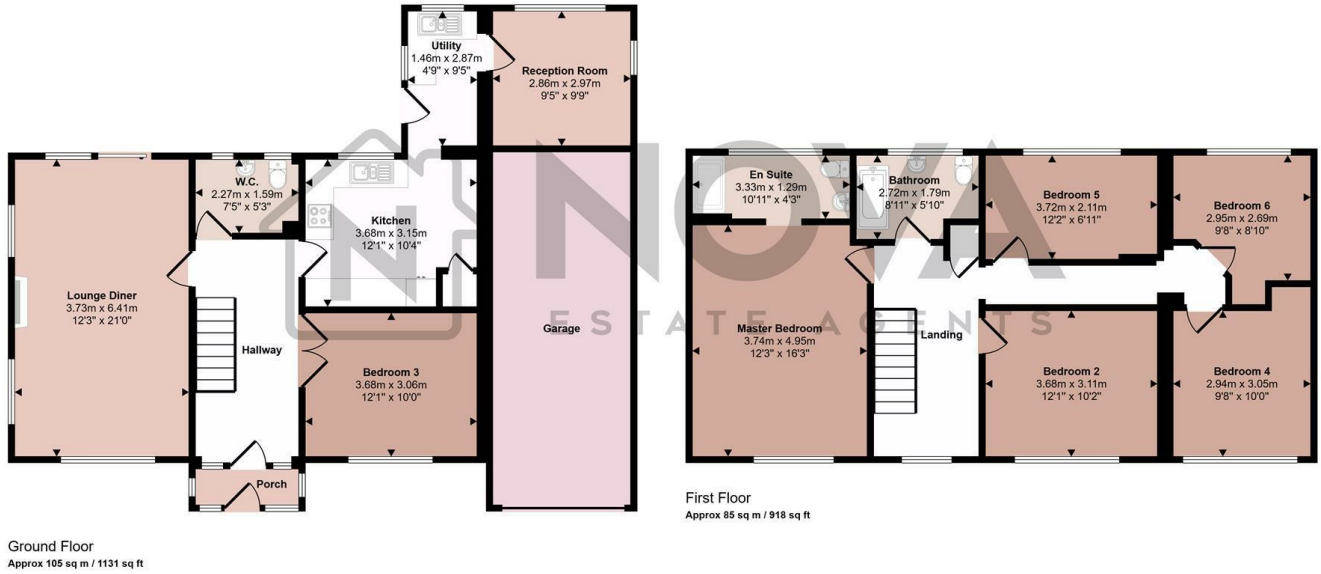 Utility
1.46m x 2.87m
4'9" x 9'5"
Reception Room
2.86m x 2.97m
9'5" x 9'9"
W.C.
2.27m x 1.59m
7'5" x 5'3"
Kitchen
3.68m x 3.15m
12'1" x 10'4"
Lounge Diner
3.73m x 6.41m
12'3" x 21'0"
Hallway
Garage
Bedroom 3
3.68m x 3.06m
12'1" x 10'0"
Porch
Ground Floor
Approx 105 sq m / 1131 sq ft
En Suite
3.33m x 1.29m
10'11" x 4'3"
Bathroom
2.72m x 1.79m
8'11" x 5'10"
Bedroom 5
3.72m x 2.11m
12'2" x 6'11"
Bedroom 6
2.95m x 2.69m
9'8" x 8'10"
Master Bedroom
3.74m x 4.95m
12'3" x 16'3"
Landing
Bedroom 2
3.68m x 3.11m
12'1" x 10'2"
Bedroom 4
2.94m x 3.05m
9'8" x 10'0"
First Floor
Approx 85 sq m / 918 sq ft
NOVA
ESTATE AGENTS